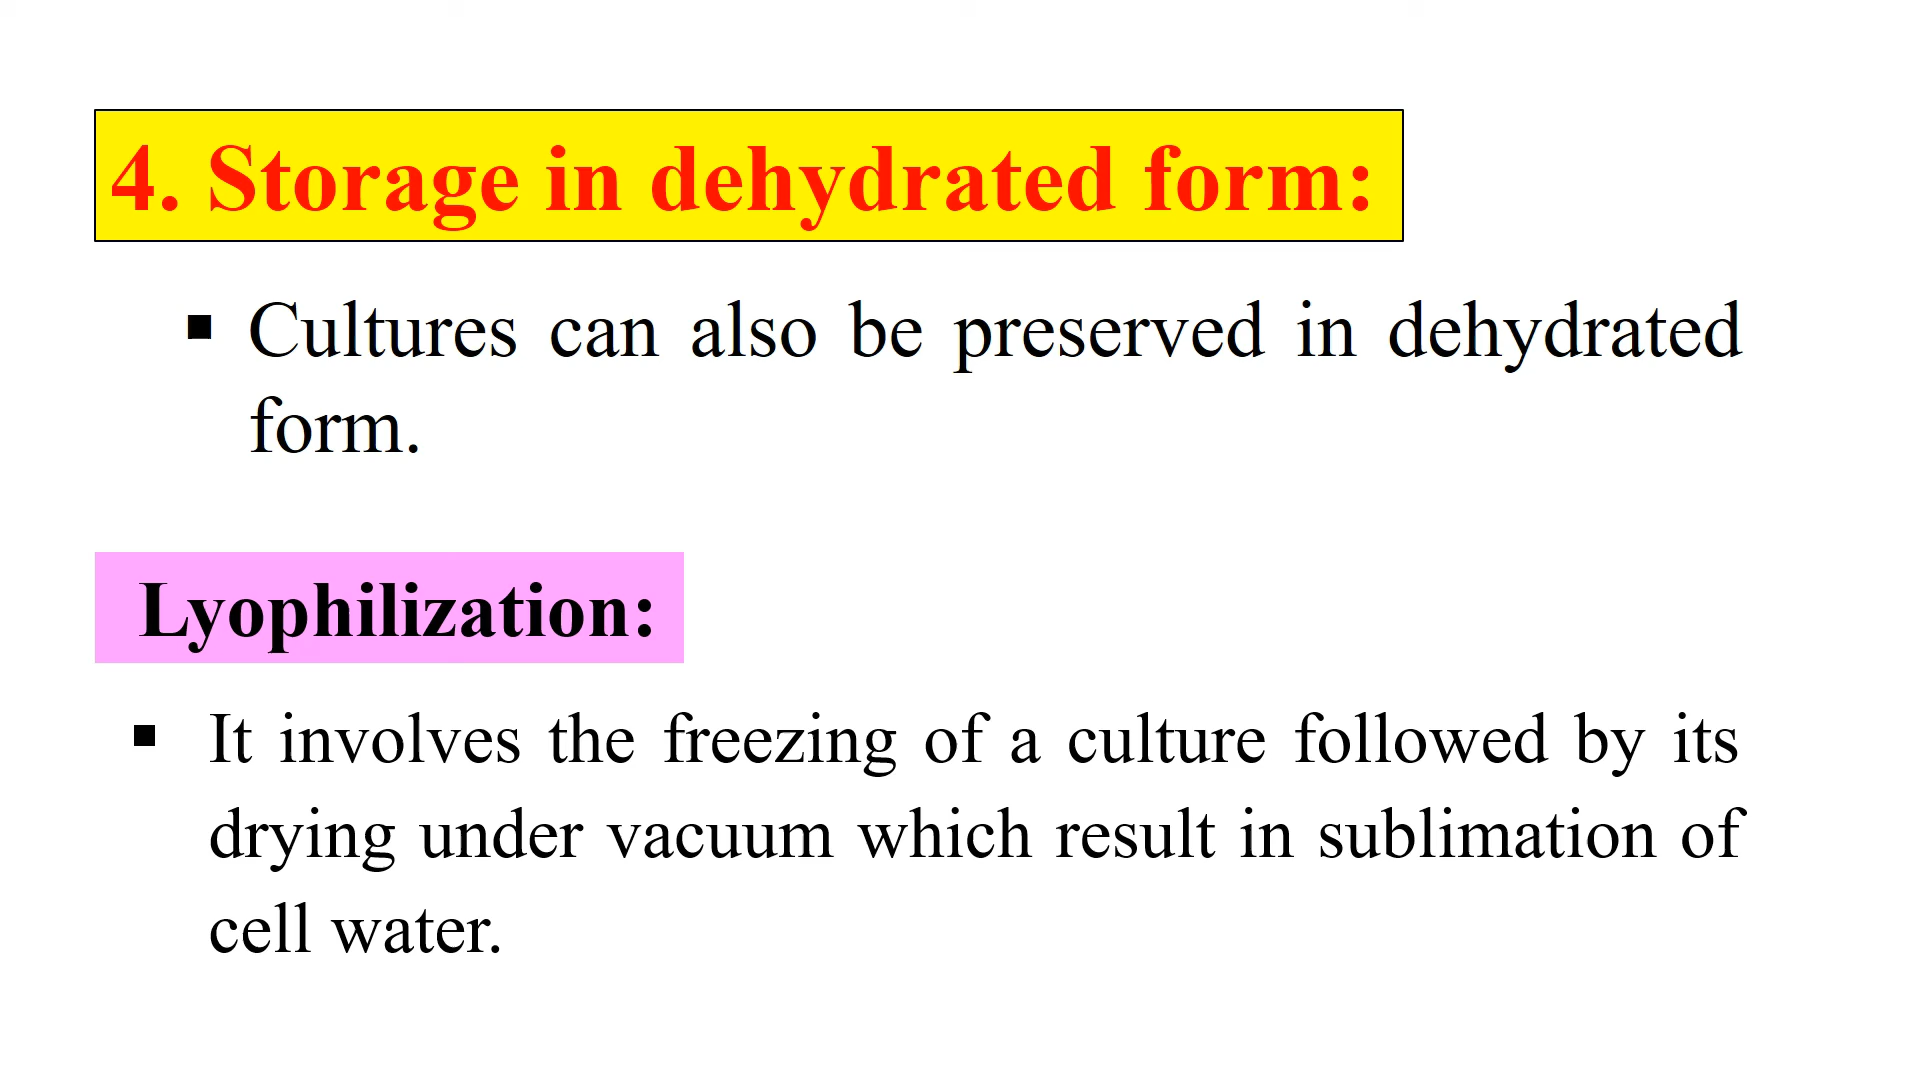 4. Storage in dehydrated form:
▪ Cultures can also be preserved in dehydrated
form.
Lyophilization:
▪ It involves the freezing of a culture followed by its
drying under vacuum which result in sublimation of
cell water.